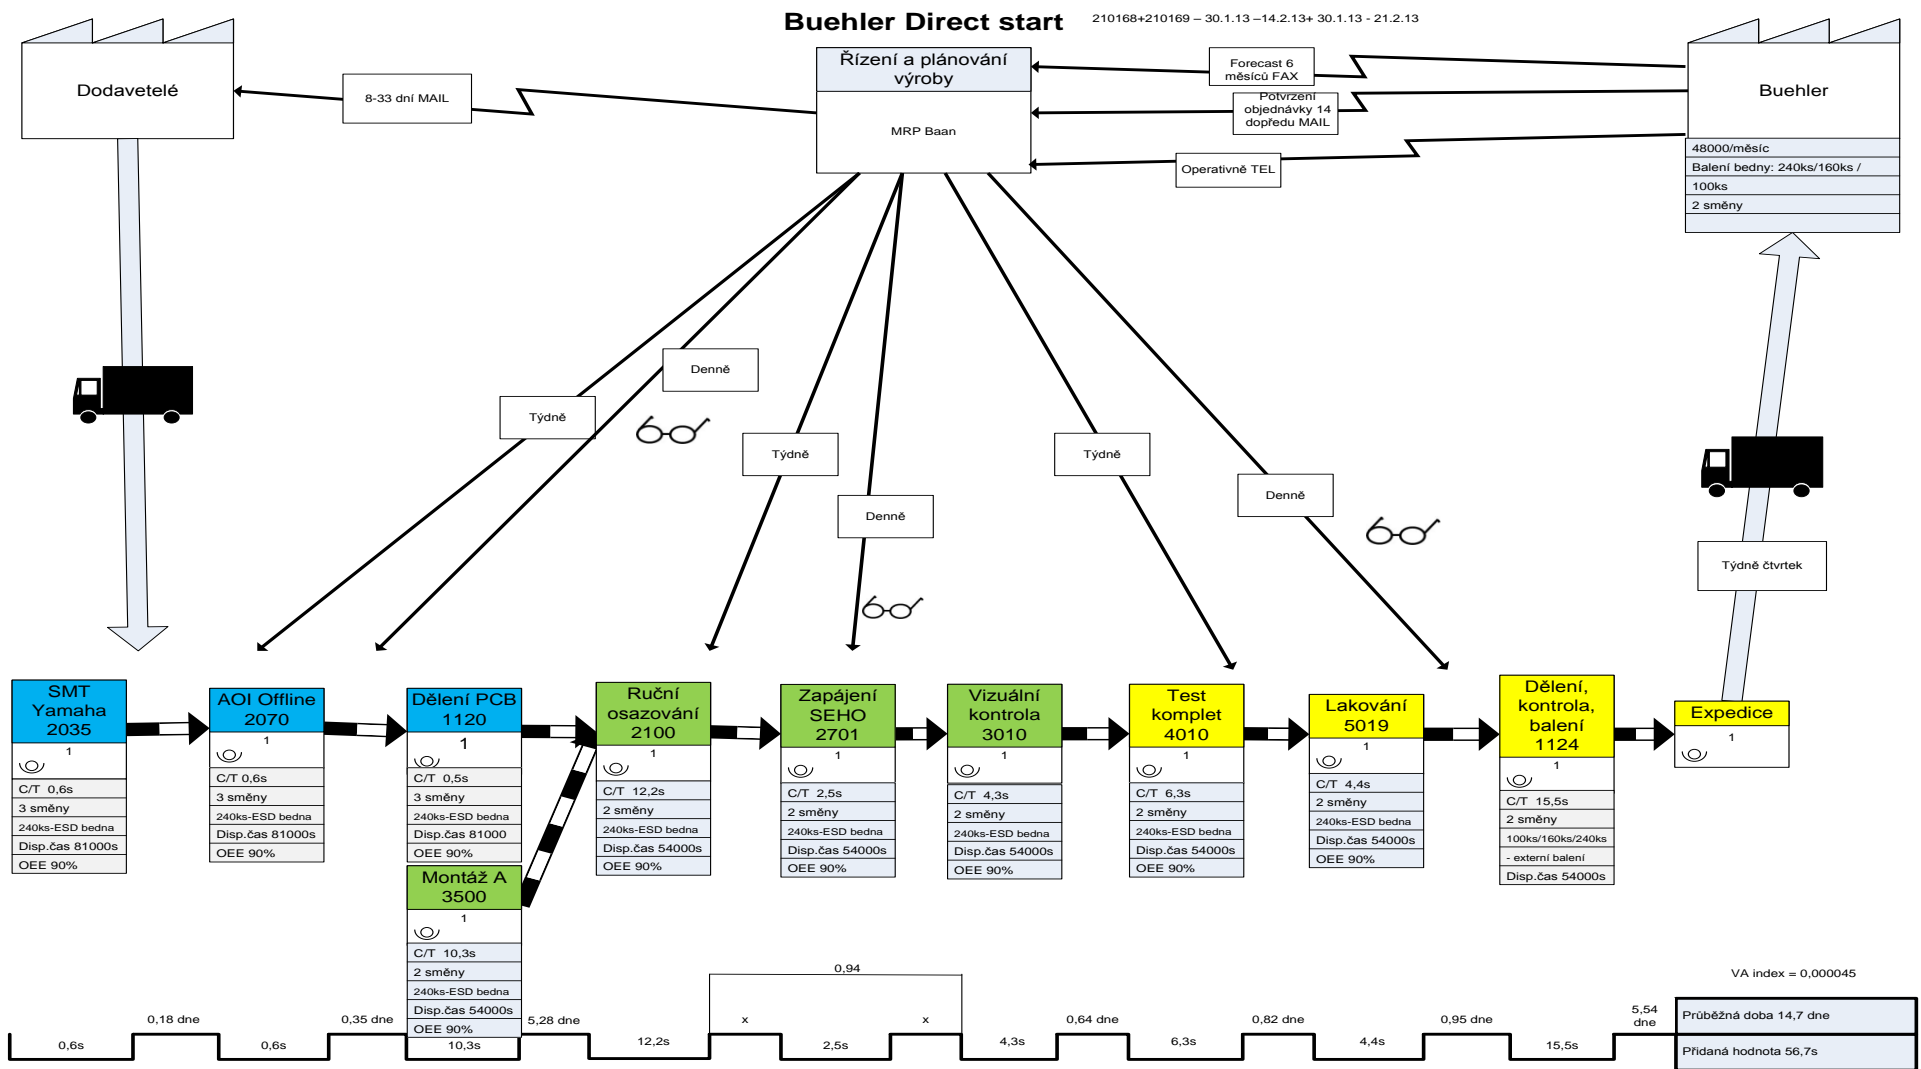 Buehler Direct start
210168+210169 – 30.1.13 –14.2.13+ 30.1.13 - 21.2.13
Dodavetelé
8-33 dní MAIL
Řízení a plánování
výroby
MRP Baan
Forecast 6
měsíců FAX
Potvrzení
objednávky 14
dopředu MAIL
Operativně TEL
Buehler
48000/měsíc
Balení bedny: 240ks/160ks /
100ks
2 směny
Týdně
Denně
Týdně
Denně
Týdně
Denně
Týdně čtvrtek
SMT
Yamaha
2035
1
C/T 0,6s
3 směny
240ks-ESD bedna
Disp.čas 81000s
OEE 90%
AOI Offline
2070
1
C/T 0,6s
3 směny
240ks-ESD bedna
Disp.čas 81000s
OEE 90%
Dělení PCB
1120
1
C/T 0,5s
3 směny
240ks-ESD bedna
Disp.čas 81000
OEE 90%
Montáž A
3500
1
C/T 10,3s
2 směny
240ks-ESD bedna
Disp.čas 54000s
OEE 90%
Ruční
osazování
2100
1
C/T 12,2s
2 směny
240ks-ESD bedna
Disp.čas 54000s
OEE 90%
Zapájení
SEHO
2701
1
C/T 2,5s
2 směny
240ks-ESD bedna
Disp.čas 54000s
OEE 90%
Vizuální
kontrola
3010
1
C/T 4,3s
2 směny
240ks-ESD bedna
Disp.čas 54000s
OEE 90%
Test
komplet
4010
1
C/T 6,3s
2 směny
240ks-ESD bedna
Disp.čas 54000s
OEE 90%
Lakování
5019
1
C/T 4,4s
2 směny
240ks-ESD bedna
Disp.čas 54000s
OEE 90%
Dělení,
kontrola,
balení
1124
1
C/T 15,5s
2 směny
100ks/160ks/240ks
- externí balení
Disp.čas 54000s
Expedice
1
0,94
VA index = 0,000045
0,18 dne
0,35 dne
5,28 dne
x
x
0,64 dne
0,82 dne
0,95 dne
5,54
dne
0,6s
0,6s
10,3s
12,2s
2,5s
4,3s
6,3s
4,4s
15,5s
Průběžná doba 14,7 dne
Přidaná hodnota 56,7s